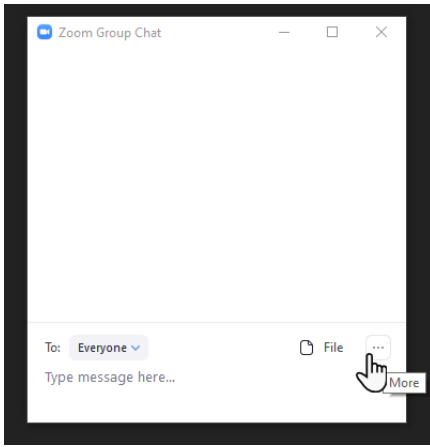 Zoom Group Chat
To: Everyone File ...
Type message here...
More